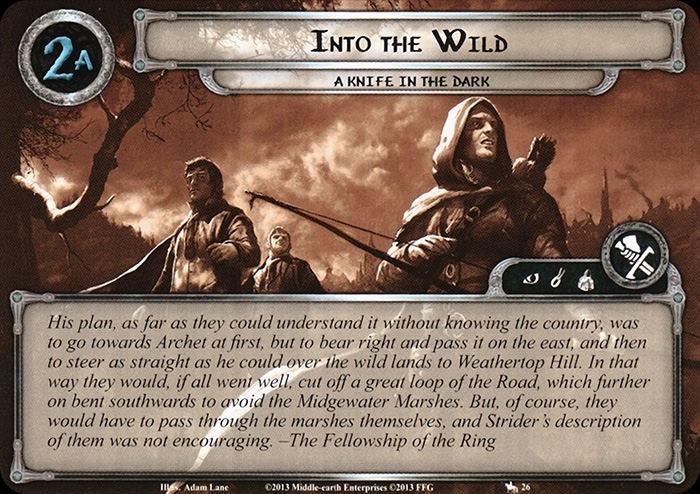 2A
INTO THE WILD
A KNIFE IN THE DARK
His plan, as far as they could understand it without knowing the country, was
to go towards Archet at first, but to bear right and pass it on the east, and then
to steer as straight as he could over the wild lands to Weathertop Hill. In that
way they would, if all went well, cut off a great loop of the Road, which further
on bent southwards to avoid the Midgewater Marshes. But, of course, they
would have to pass through the marshes themselves, and Strider's description
of them was not encouraging. –The Fellowship of the Ring
Illus. Adam Lane ©2013 Middle-earth Enterprises ©2013 FFG 26